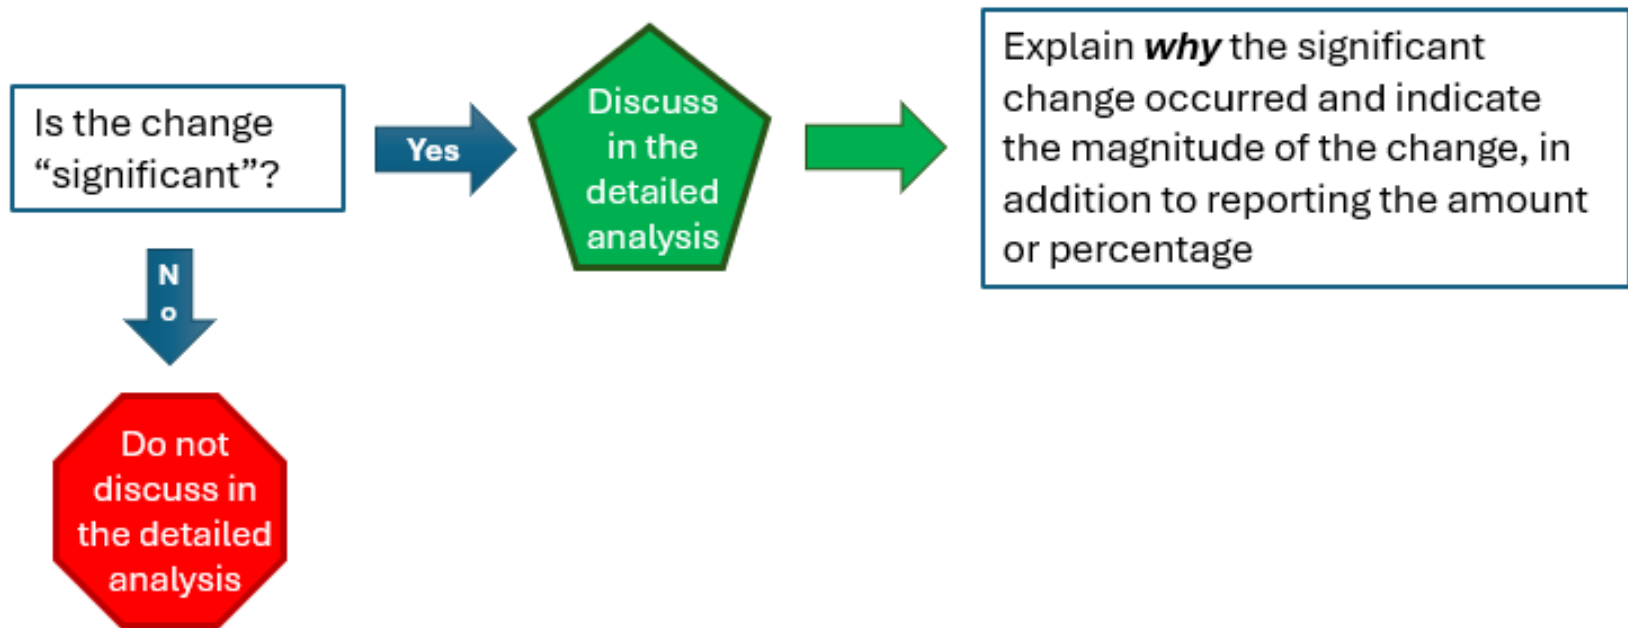 Is the change
“significant”?
Yes
Discuss
in the
detailed
analysis
Explain why the significant
change occurred and indicate
the magnitude of the change, in
addition to reporting the amount
or percentage
N
o
Do not
discuss in
the detailed
analysis